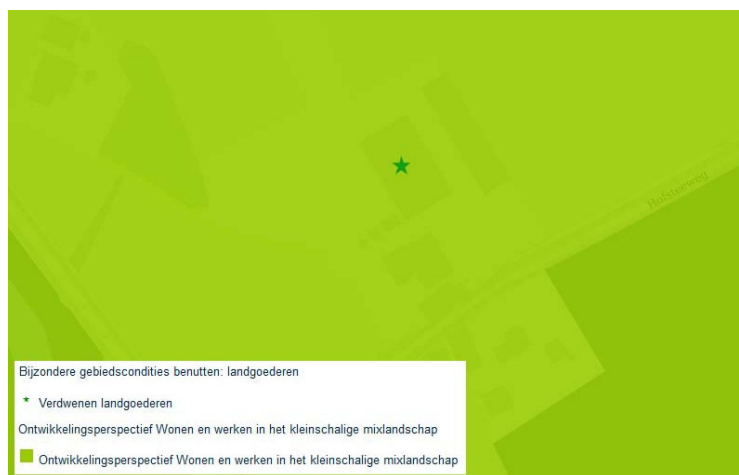 Hofsteeweg
Bijzondere gebiedscondities benutten: landgoederen
Verdwenen landgoederen
Ontwikkelingsperspectief Wonen en werken in het kleinschalige mixlandschap
Ontwikkelingsperspectief Wonen en werken in het kleinschalige mixlandschap